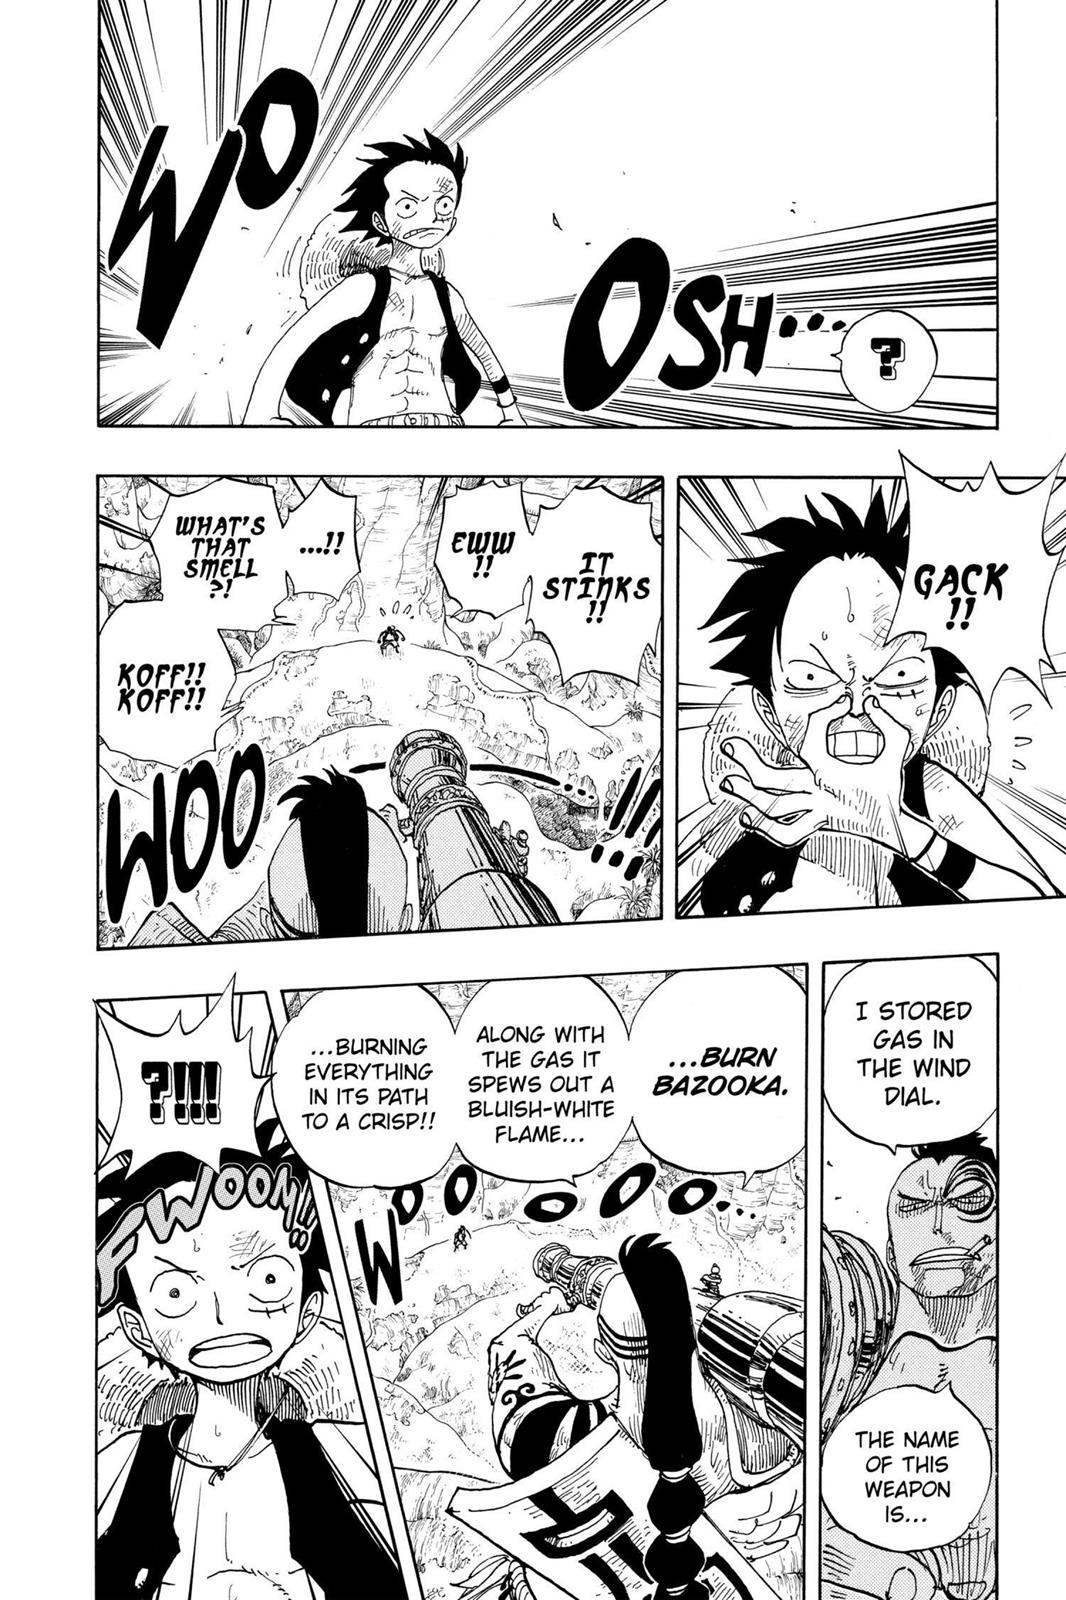 WO
OSH...
?
GACK
!!
IT
STINKS
!!
EWW
!!
...!!
WHAT'S
THAT
SMELL
?!
KOFF!!
KOFF!!
WOO
...!!!
I STORED
GAS IN
THE WIND
DIAL.
THE NAME
OF THIS
WEAPON
IS...
...BURN
BAZOOKA.
ALONG WITH
THE GAS IT
SPEWS OUT A
BLUISH-WHITE
FLAME...
...BURNING
EVERYTHING
IN ITS PATH
TO A CRISP!!
WOOOOO...
?!!!
FWOOM!!